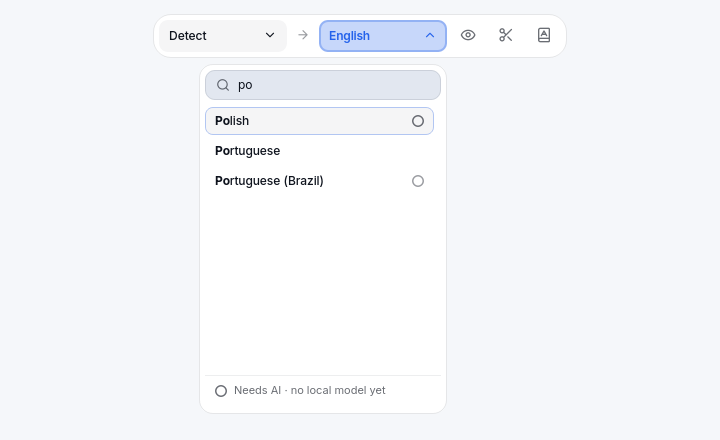 Detect
English
po
Polish
Portuguese
Portuguese (Brazil)
Needs AI · no local model yet